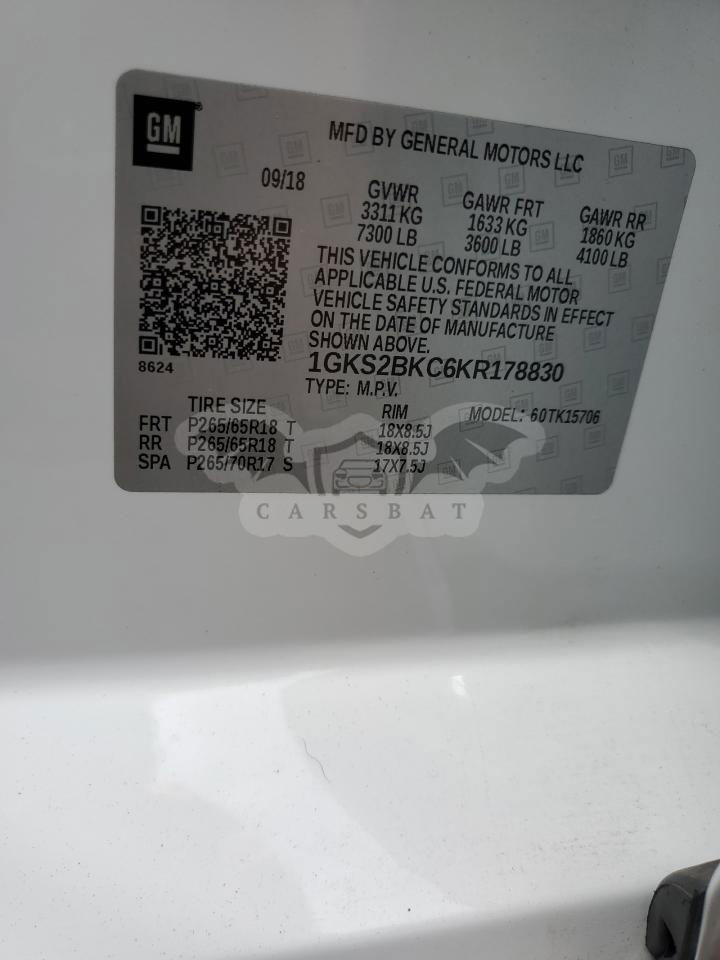 GM
MFD BY GENERAL MOTORS LLC
09/18
GVWR GAWR FRT GAWR RR
3311 KG 1633 KG 1860 KG
7300 LB 3600 LB 4100 LB
THIS VEHICLE CONFORMS TO ALL
APPLICABLE U.S. FEDERAL MOTOR
VEHICLE SAFETY STANDARDS IN EFFECT
ON THE DATE OF MANUFACTURE
SHOWN ABOVE.
8624
1GKS2BKC6KR178830
TYPE: M.P.V. MODEL: 60TK15706
TIRE SIZE RIM
FRT P265/65R18 T 18X8.5J
RR P265/65R18 T 18X8.5J
SPA P265/70R17 S 17X7.5J
CARSBAT